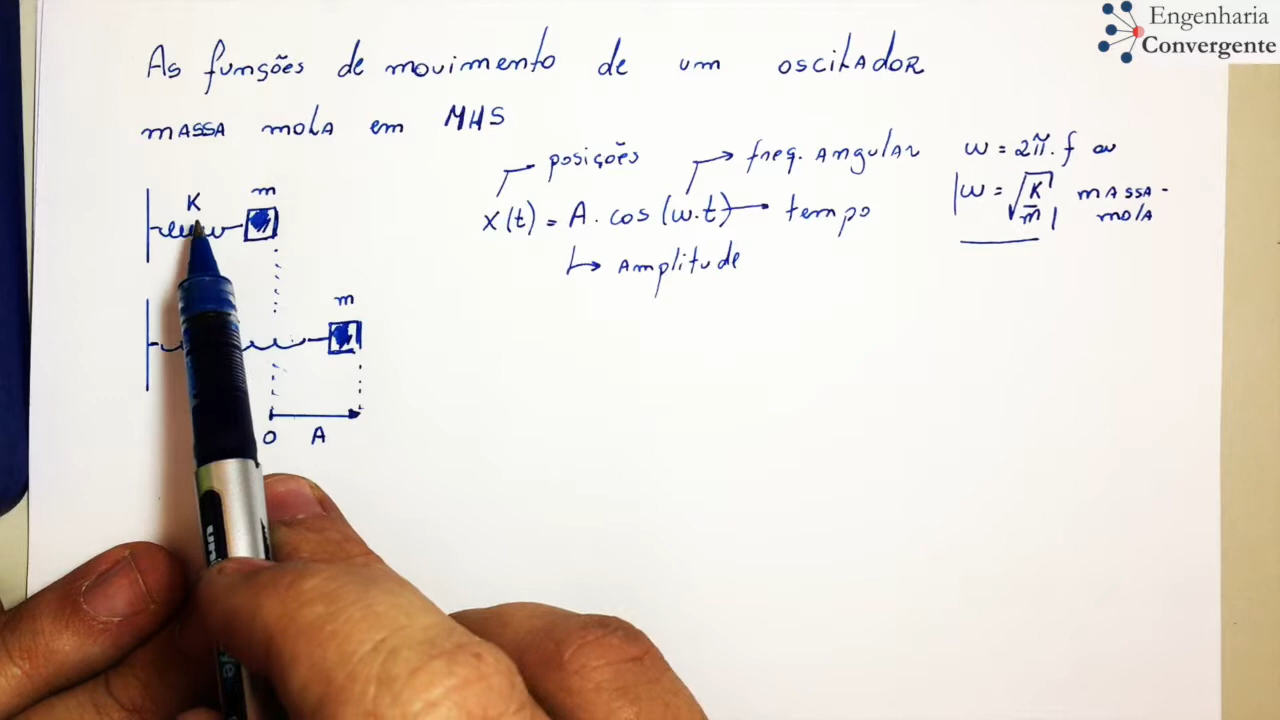 Engenharia
Convergente
As funções de movimento de um oscilador
massa mola em MHS
posições
freq. angular
ω = 2π.f ou
K
m
x(t) = A.cos(ω.t)
tempo
ω = √K/m massa-
mola
amplitude
m
O A
uni